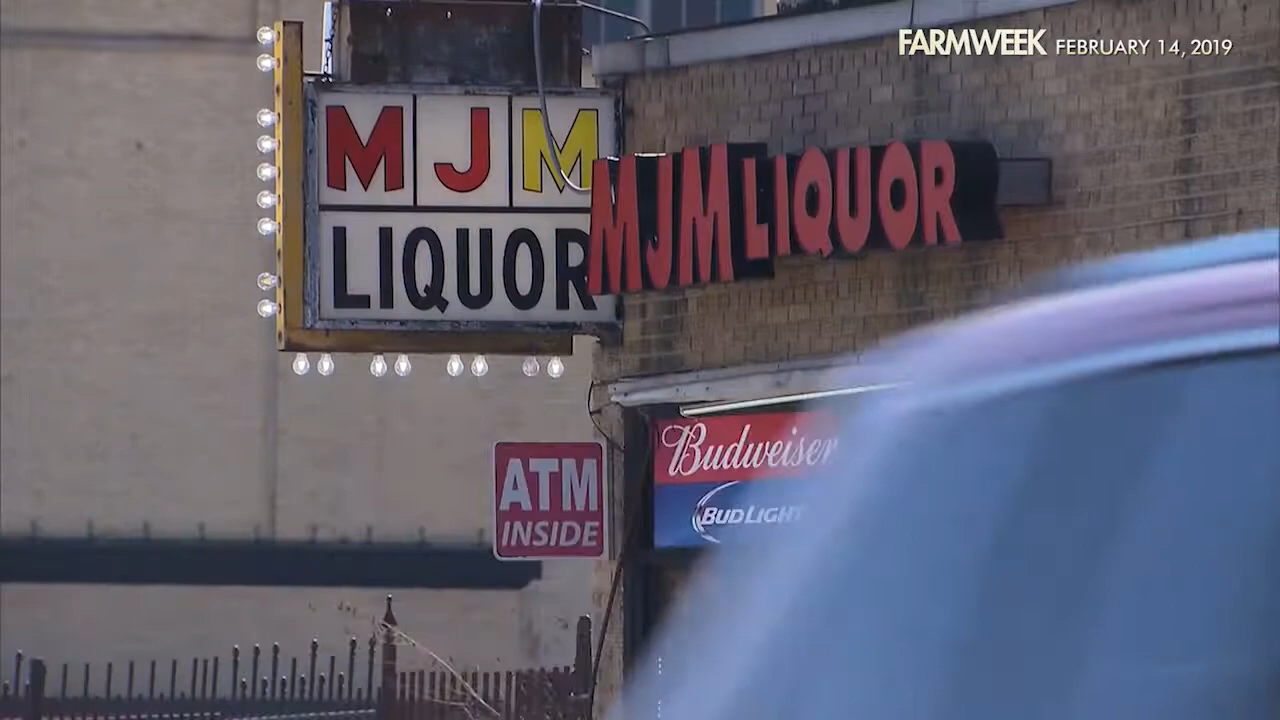 FARMWEEK FEBRUARY 14, 2019
MJM
LIQUOR
MJM LIQUOR
Budweiser
BUD LIGHT
ATM
INSIDE